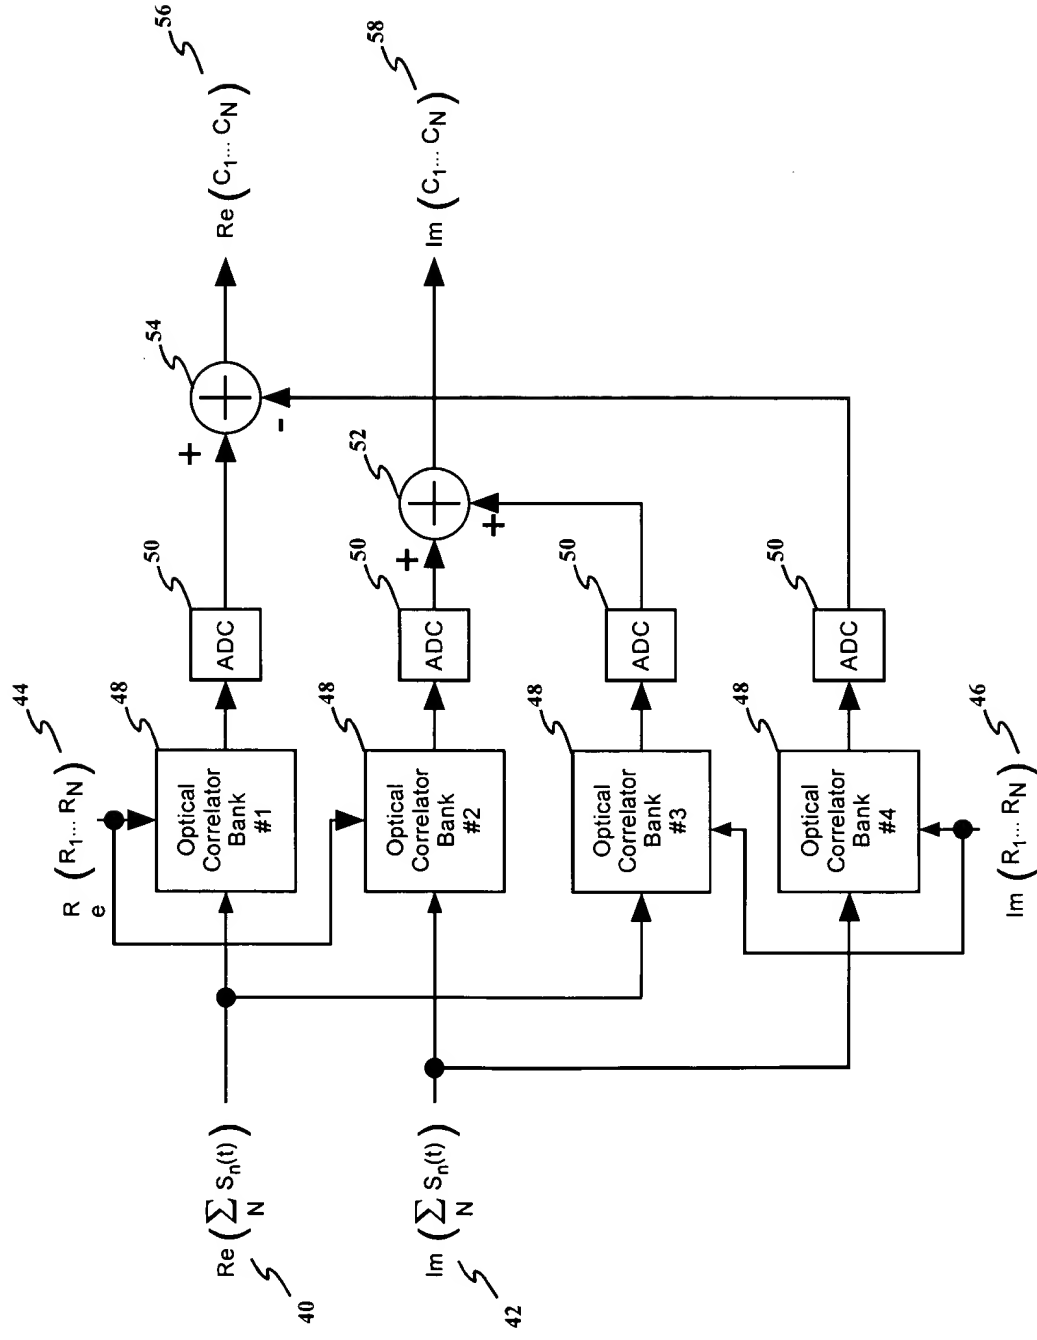 Re (C1... CN) 56
Im (C1... CN) 58
54
+
-
52
+
+
50
50
50
50
ADC
ADC
ADC
ADC
44
48
48
48
48
46
Re (R1... RN)
Optical
Correlator
Bank
#1
Optical
Correlator
Bank
#2
Optical
Correlator
Bank
#3
Optical
Correlator
Bank
#4
Im (R1... RN)
Re (∑ Sn(t))
N
40
Im (∑ Sn(t))
N
42